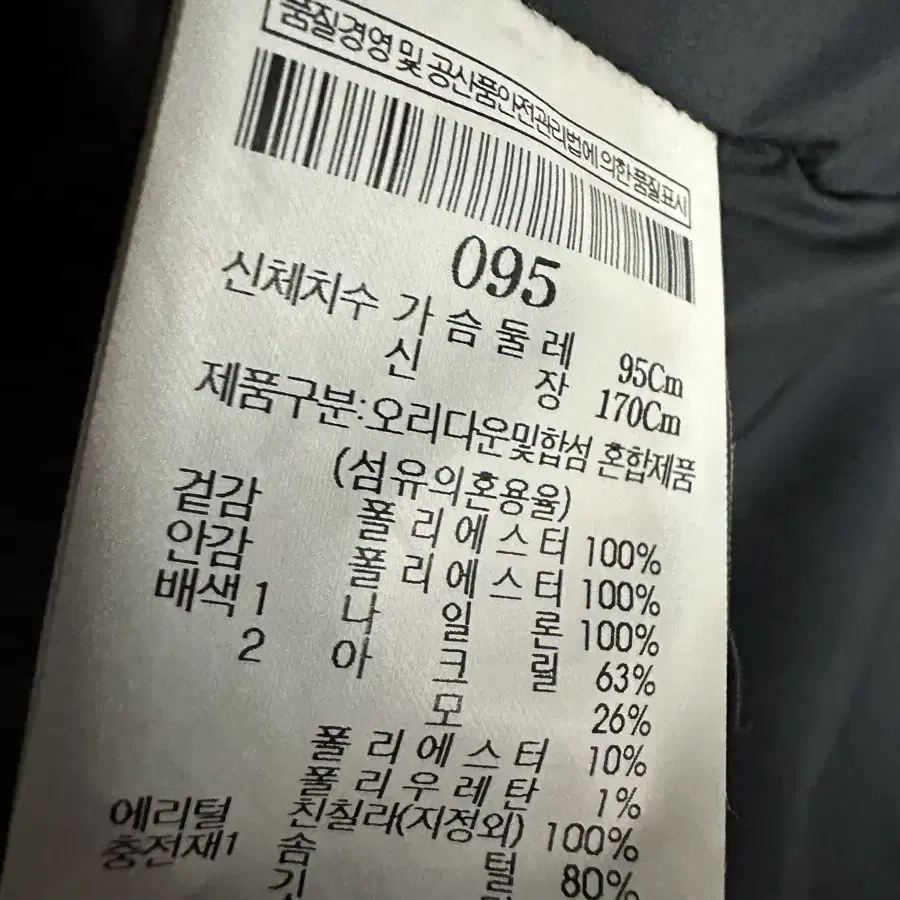 품질경영 및 공산품안전관리법에 의한 품질표시
095
신체치수 가슴둘레 95Cm
신장 170Cm
제품구분:오리다운및합섬 혼합제품
(섬유의혼용율)
겉감 폴리에스터 100%
안감 폴리에스터 100%
배색 1 나일론 100%
2 아크릴 63%
모 26%
폴리에스터 10%
폴리우레탄 1%
에리털 친칠라(지정외) 100%
충전재1 솜털 80%